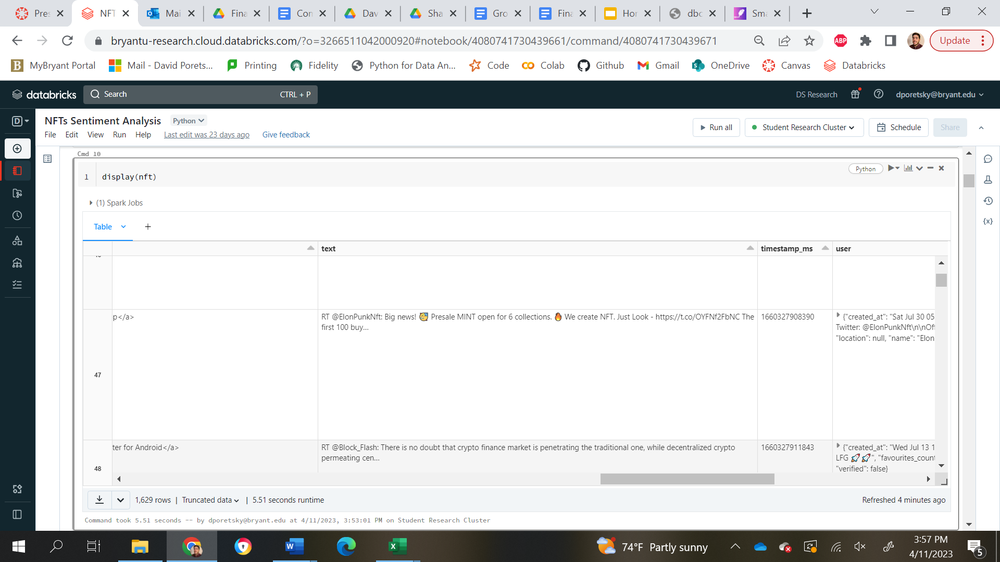 Pres
NFT
Mai
Fina
Con
Dav
Sha
Gro
Fina
Hor
dbc
Sma
bryantu-research.cloud.databricks.com/?o=3266511042000920#notebook/4080741730439661/command/4080741730439671
ABP
Update
MyBryant Portal
Mail - David Porets...
Printing
Fidelity
Python for Data An...
Code
Colab
Github
Gmail
OneDrive
Canvas
Databricks
databricks
Search
CTRL + P
DS Research
dporetsky@bryant.edu
D
NFTs Sentiment Analysis
Python
File Edit View Run Help
Last edit was 23 days ago
Give feedback
Run all
Student Research Cluster
Schedule
Share
Cmd 10
Python
1 display(nft)
(1) Spark Jobs
Table
text timestamp_ms user
p</a>
RT @ElonPunkNft: Big news! 🥳 Presale MINT open for 6 collections. 🔥 We create NFT. Just Look - https://t.co/OYFNf2FbNC The
first 100 buy...
1660327908390
{"created_at": "Sat Jul 30 05
Twitter: @ElonPunkNft\n\nOf
"location": null, "name": "Elon
47
ter for Android</a>
RT @Block_Flash: There is no doubt that crypto finance market is penetrating the traditional one, while decentralized crypto
permeating cen...
1660327911843
{"created_at": "Wed Jul 13 1
LFG 🚀🚀", "favourites_count
"verified": false}
48
1,629 rows | Truncated data | 5.51 seconds runtime
Refreshed 4 minutes ago
Command took 5.51 seconds -- by dporetsky@bryant.edu at 4/11/2023, 3:53:01 PM on Student Research Cluster
74°F Partly sunny
3:57 PM
4/11/2023
5